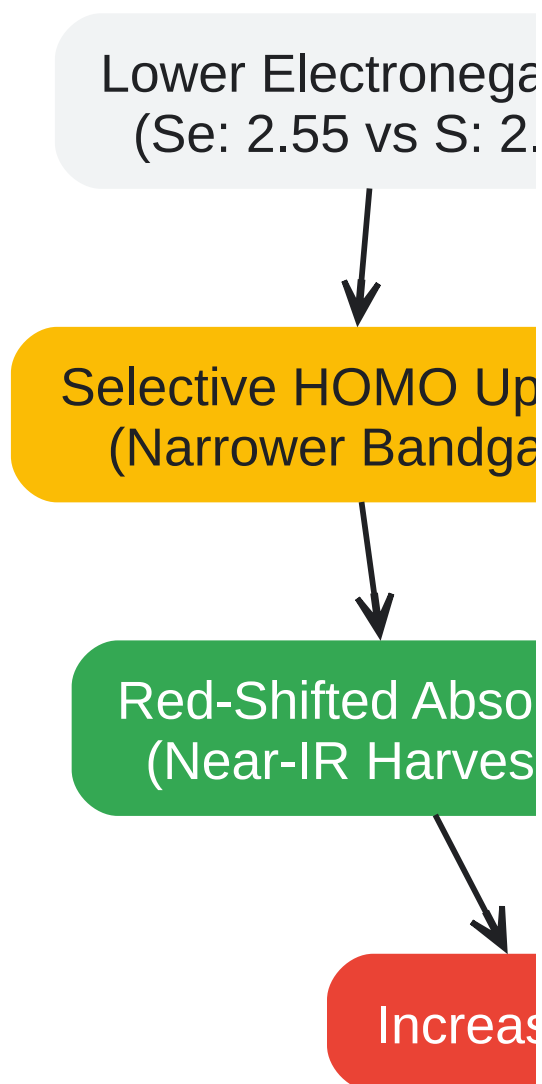 Lower Electronega
(Se: 2.55 vs S: 2.
Selective HOMO Up
(Narrower Bandga
Red-Shifted Abso
(Near-IR Harves
Increas